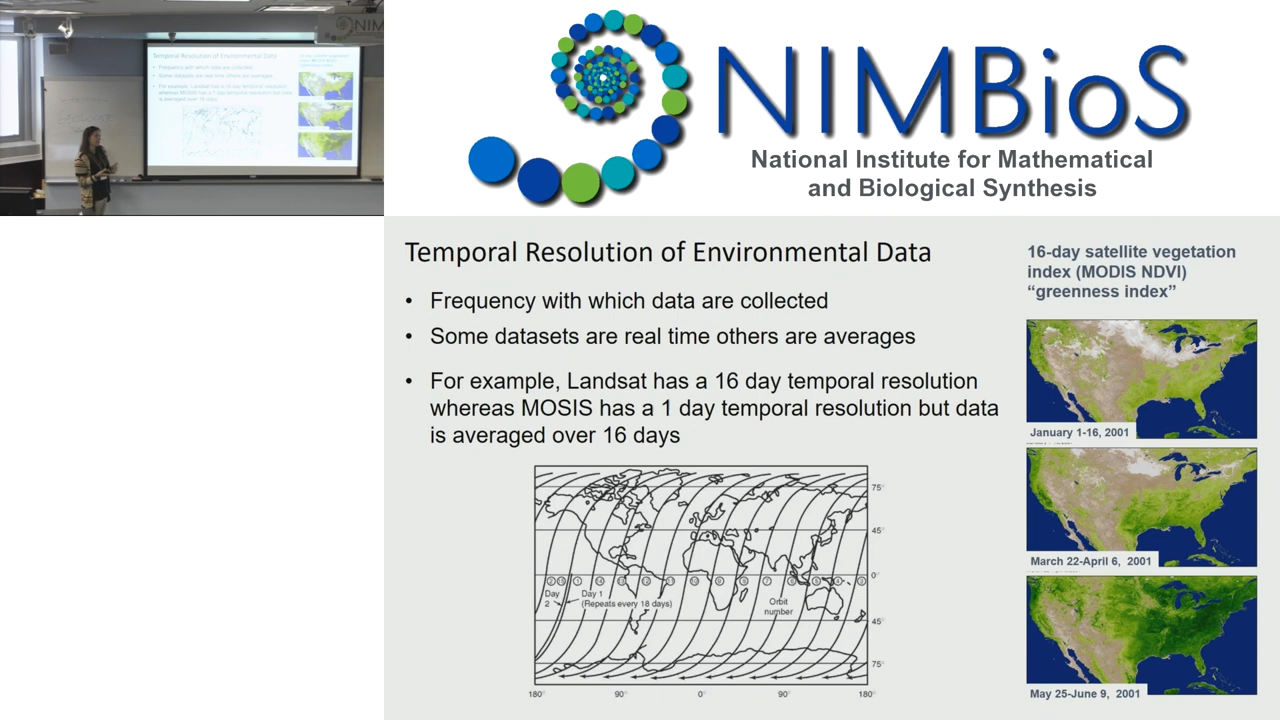 NIMBioS
National Institute for Mathematical
and Biological Synthesis
Temporal Resolution of Environmental Data
• Frequency with which data are collected
• Some datasets are real time others are averages
• For example, Landsat has a 16 day temporal resolution
whereas MOSIS has a 1 day temporal resolution but data
is averaged over 16 days
75°
45°
0°
Day
2
Day 1
(Repeats every 18 days)
Orbit
number
45°
75°
180°
90°
0°
90°
180°
16-day satellite vegetation
index (MODIS NDVI)
“greenness index”
January 1-16, 2001
March 22-April 6, 2001
May 25-June 9, 2001